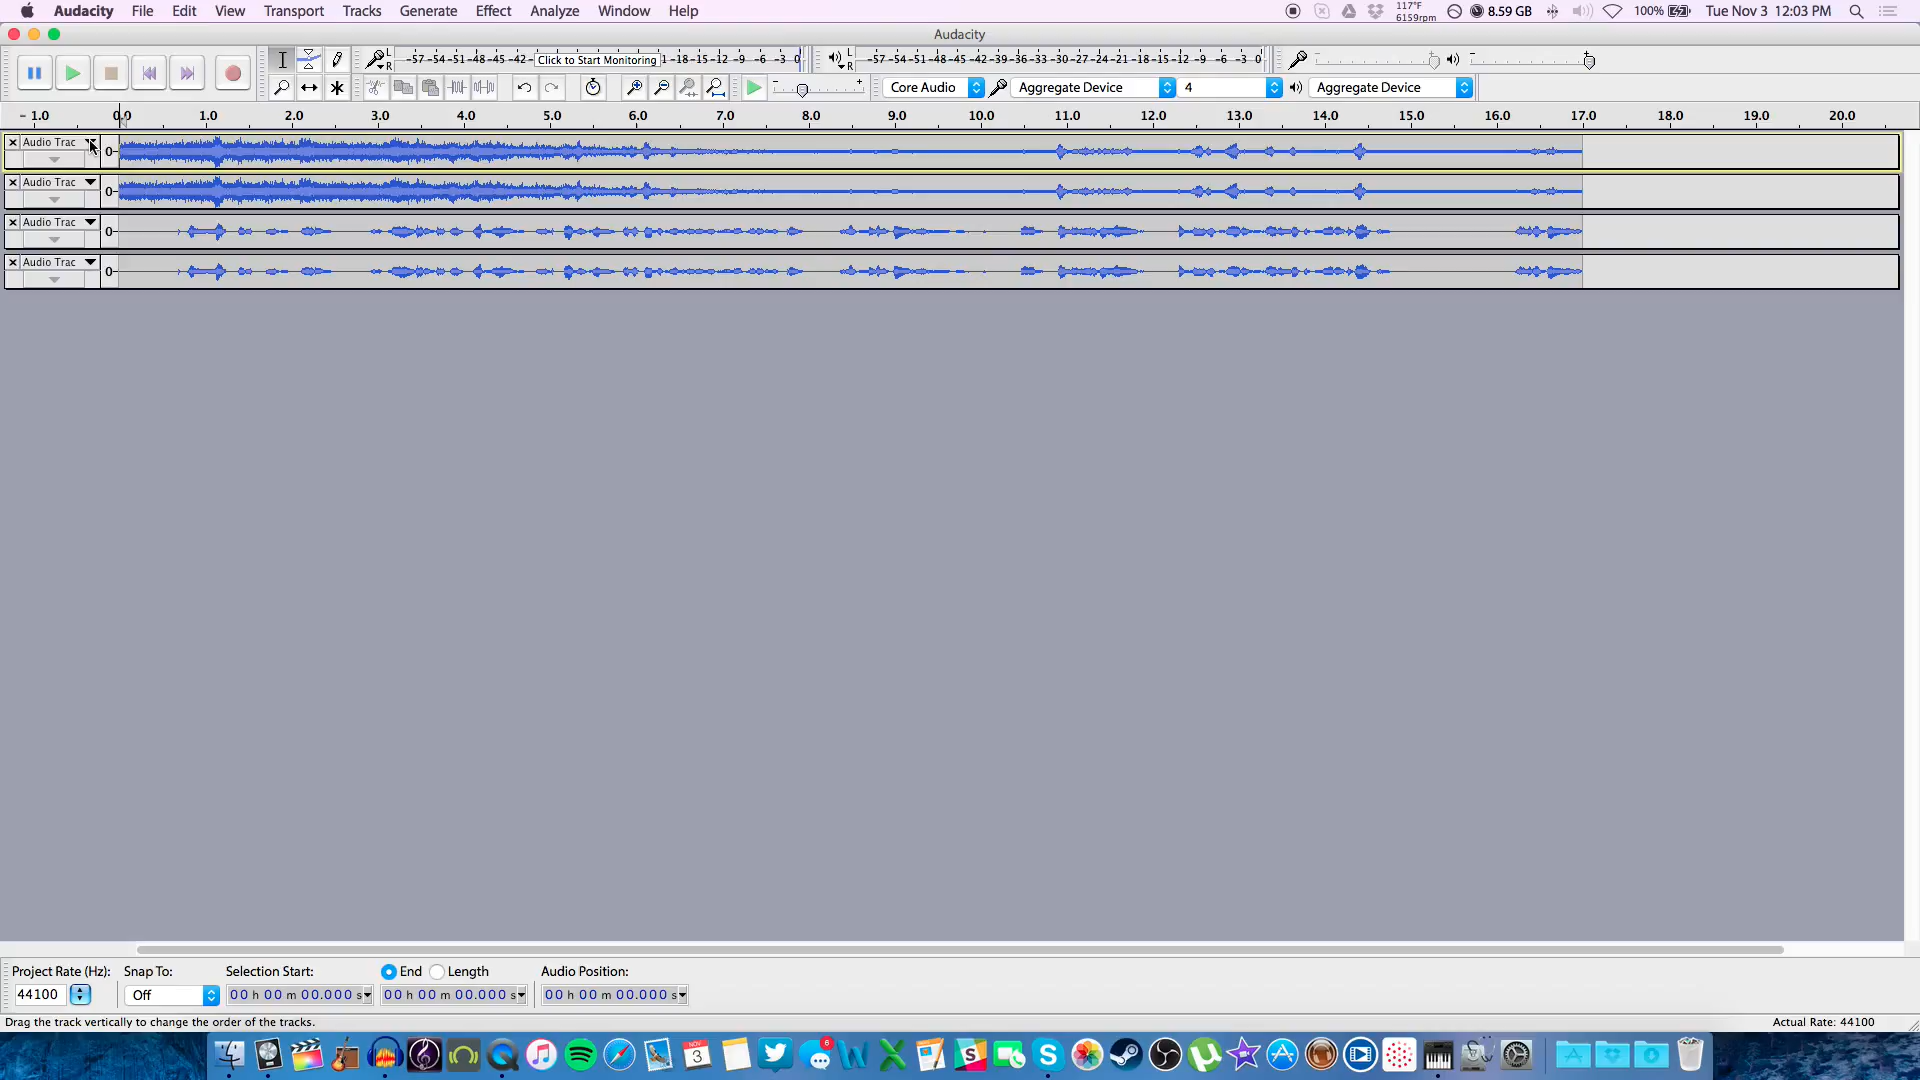 Audacity File Edit View Transport Tracks Generate Effect Analyze Window Help 117°F 6159rpm 8.59 GB 100% Tue Nov 3 12:03 PM
Audacity
L R -57 -54 -51 -48 -45 -42 - Click to Start Monitoring 1 -18 -15 -12 -9 -6 -3 0 L R -57 -54 -51 -48 -45 -42 -39 -36 -33 -30 -27 -24 -21 -18 -15 -12 -9 -6 -3 0 - + - +
- + Core Audio Aggregate Device 4 Aggregate Device
- 1.0 0.0 1.0 2.0 3.0 4.0 5.0 6.0 7.0 8.0 9.0 10.0 11.0 12.0 13.0 14.0 15.0 16.0 17.0 18.0 19.0 20.0
Audio Trac 0-
Audio Trac 0-
Audio Trac 0-
Audio Trac 0-
Project Rate (Hz): Snap To: Selection Start: End Length Audio Position:
44100 Off 00 h 00 m 00.000 s 00 h 00 m 00.000 s 00 h 00 m 00.000 s
Drag the track vertically to change the order of the tracks. Actual Rate: 44100
NOV 3 6